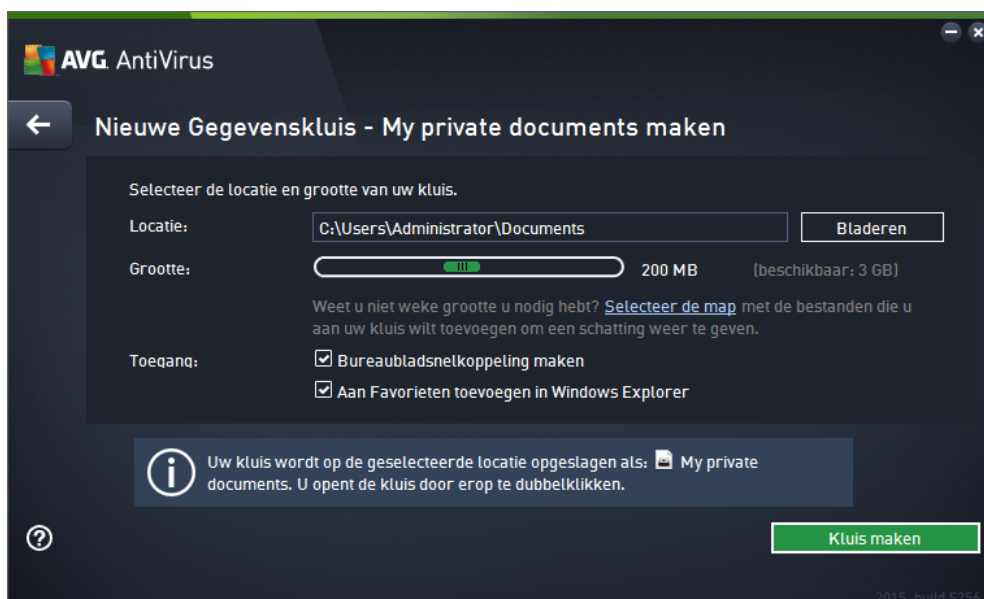 AVG. AntiVirus
Nieuwe Gegevenskluis - My private documents maken
Selecteer de locatie en grootte van uw kluis.
Locatie: C:\Users\Administrator\Documents Bladeren
Grootte: 200 MB (beschikbaar: 3 GB)
Weet u niet weke grootte u nodig hebt? Selecteer de map met de bestanden die u
aan uw kluis wilt toevoegen om een schatting weer te geven.
Toegang: Bureaubladsnelkoppeling maken
Aan Favorieten toevoegen in Windows Explorer
Uw kluis wordt op de geselecteerde locatie opgeslagen als: My private
documents. U opent de kluis door erop te dubbelklikken.
Kluis maken
2015, build 5256